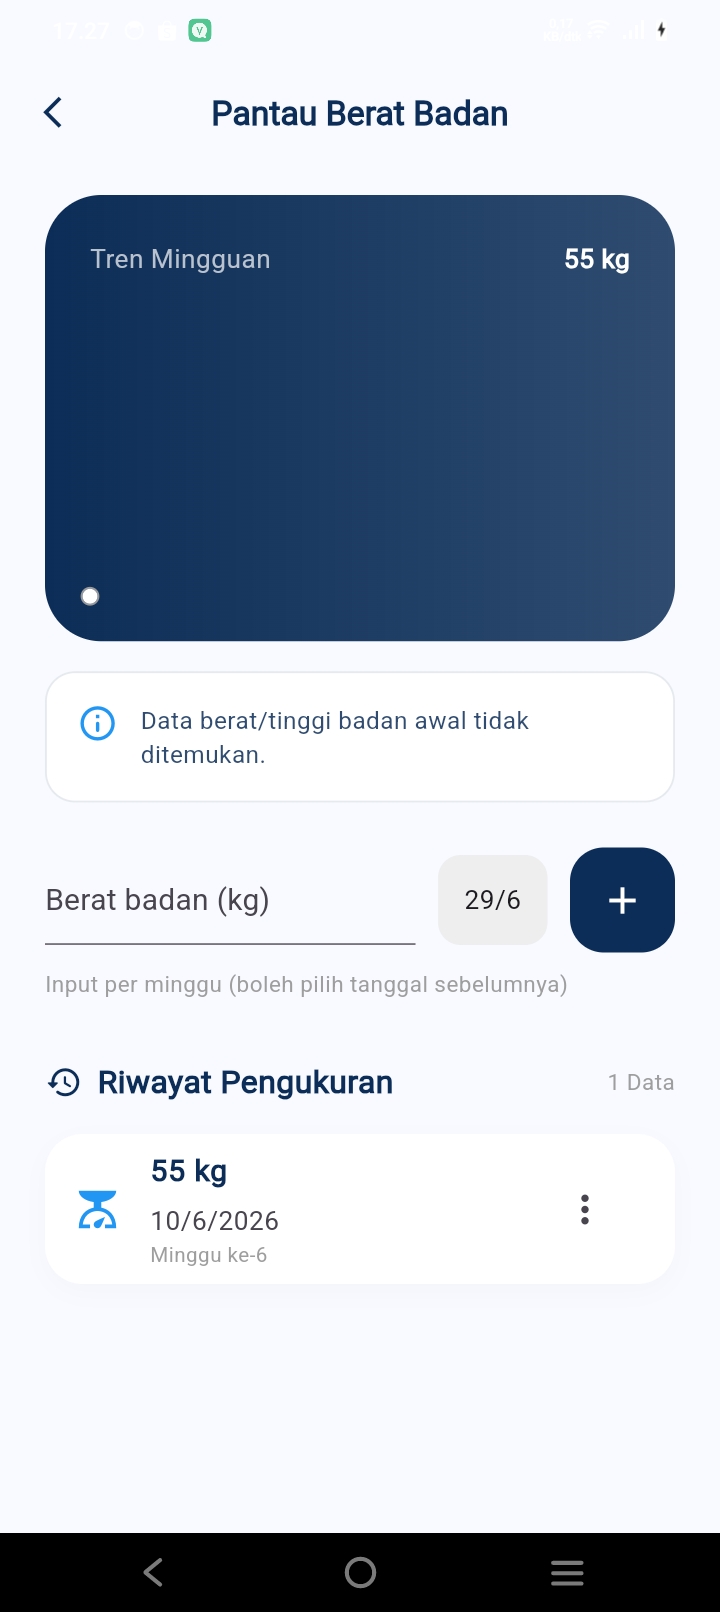 17.27
Pantau Berat Badan
Tren Mingguan
55 kg
Data berat/tinggi badan awal tidak
ditemukan.
Berat badan (kg)
29/6
Input per minggu (boleh pilih tanggal sebelumnya)
Riwayat Pengukuran
1 Data
55 kg
10/6/2026
Minggu ke-6